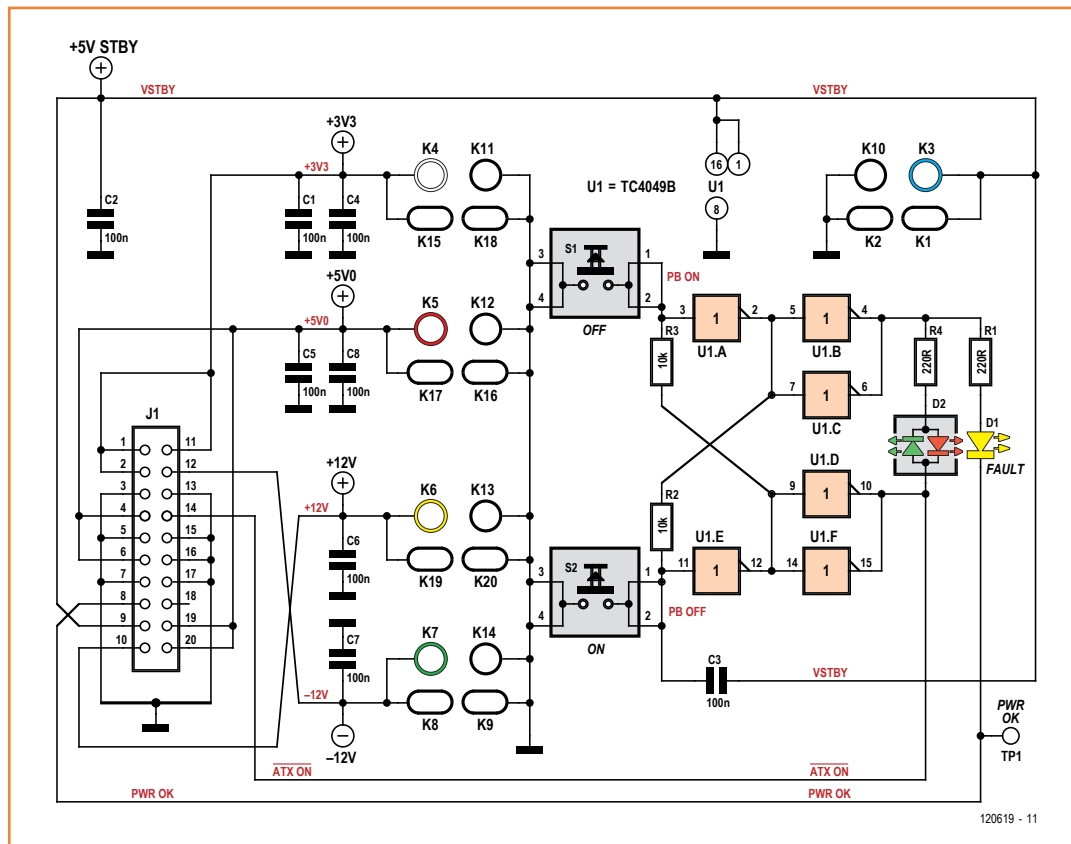 +5V STBY
VSTBY
VSTBY
+3V3
K4
K11
K10
K3
+3V3
16
1
U1 = TC4049B
U1
C2
C1
C4
8
100n
100n
100n
K15
K18
K2
K1
3
S1
1
+5V0
PB ON
4
2
K5
K12
OFF
3
2
5
4
+5V0
R3
U1.A
U1.B
R4
R1
C5
C8
10k
220R
220R
100n
100n
K17
K16
7
6
D2
J1
U1.C
D1
1
11
FAULT
2
12
+12V
U1.D
3
13
K6
K13
R2
9
10
4
14
+12V
5
15
10k
U1.E
U1.F
6
16
C6
7
17
100n
K19
K20
11
12
14
15
8
18
3
S2
1
9
19
PB OFF
10
20
C7
K7
K14
4
2
100n
ON
C3
VSTBY
–12V
100n
K8
K9
PWR
OK
–12V
TP1
ATX ON
ATX ON
PWR OK
PWR OK
1
1
1
1
1
1
120619 - 11